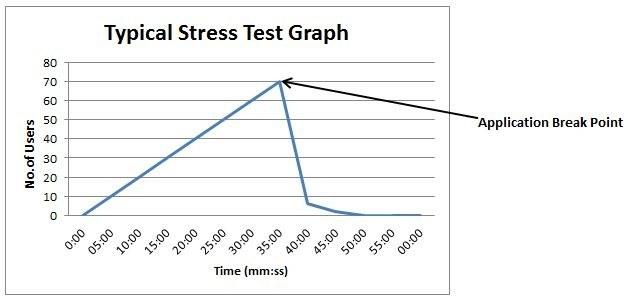 Typical Stress Test Graph
80
70
60
50
40
30
20
10
0
No.of Users
0:00 05:00 10:00 15:00 20:00 25:00 30:00 35:00 40:00 45:00 50:00 55:00 00:00
Time (mm:ss)
Application Break Point